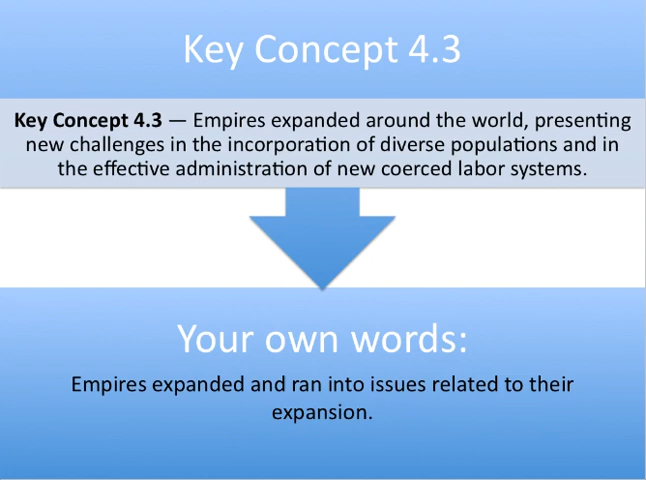 Key Concept 4.3
Key Concept 4.3 — Empires expanded around the world, presenting
new challenges in the incorporation of diverse populations and in
the effective administration of new coerced labor systems.
Your own words:
Empires expanded and ran into issues related to their
expansion.